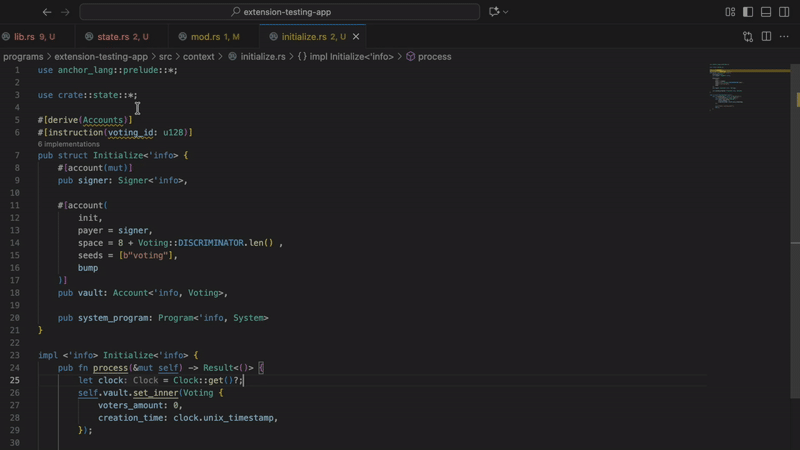 extension-testing-app
lib.rs 9, U
state.rs 2, U
mod.rs 1, M
initialize.rs 2, U
programs > extension-testing-app > src > context > initialize.rs > {} impl Initialize<'info> > process
1 use anchor_lang::prelude::*;
2
3 use crate::state::*;
4
5 #[derive(Accounts)]
6 #[instruction(voting_id: u128)]
6 implementations
7 pub struct Initialize<'info> {
8 #[account(mut)]
9 pub signer: Signer<'info>,
10
11 #[account(
12 init,
13 payer = signer,
14 space = 8 + Voting::DISCRIMINATOR.len() ,
15 seeds = [b"voting"],
16 bump
17 )]
18 pub vault: Account<'info, Voting>,
19
20 pub system_program: Program<'info, System>
21 }
22
23 impl <'info> Initialize<'info> {
24 pub fn process(&mut self) -> Result<()> {
25 let clock: Clock = Clock::get()?;
26 self.vault.set_inner(Voting {
27 voters_amount: 0,
28 creation_time: clock.unix_timestamp,
29 });
30